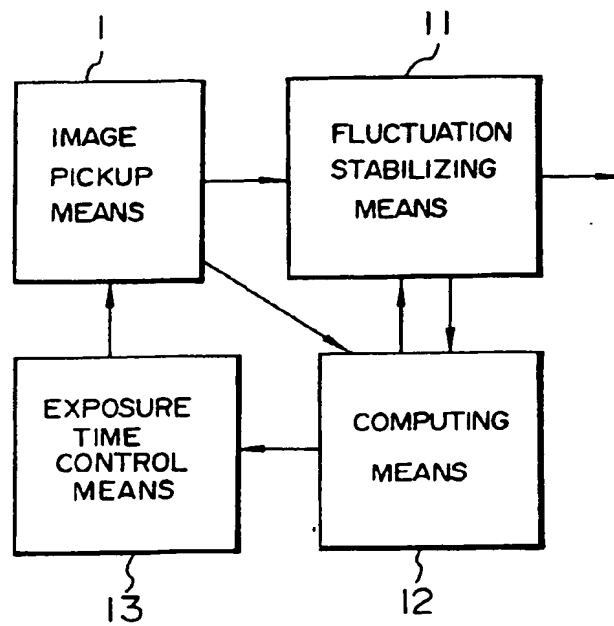 1
11
IMAGE
PICKUP
MEANS
FLUCTUATION
STABILIZING
MEANS
EXPOSURE
TIME
CONTROL
MEANS
COMPUTING
MEANS
13
12